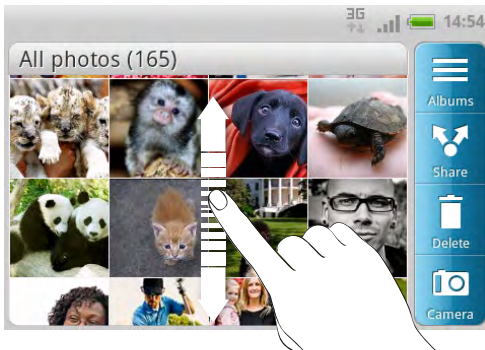 3G
14:54
All photos (165)
Albums
Share
Delete
Camera